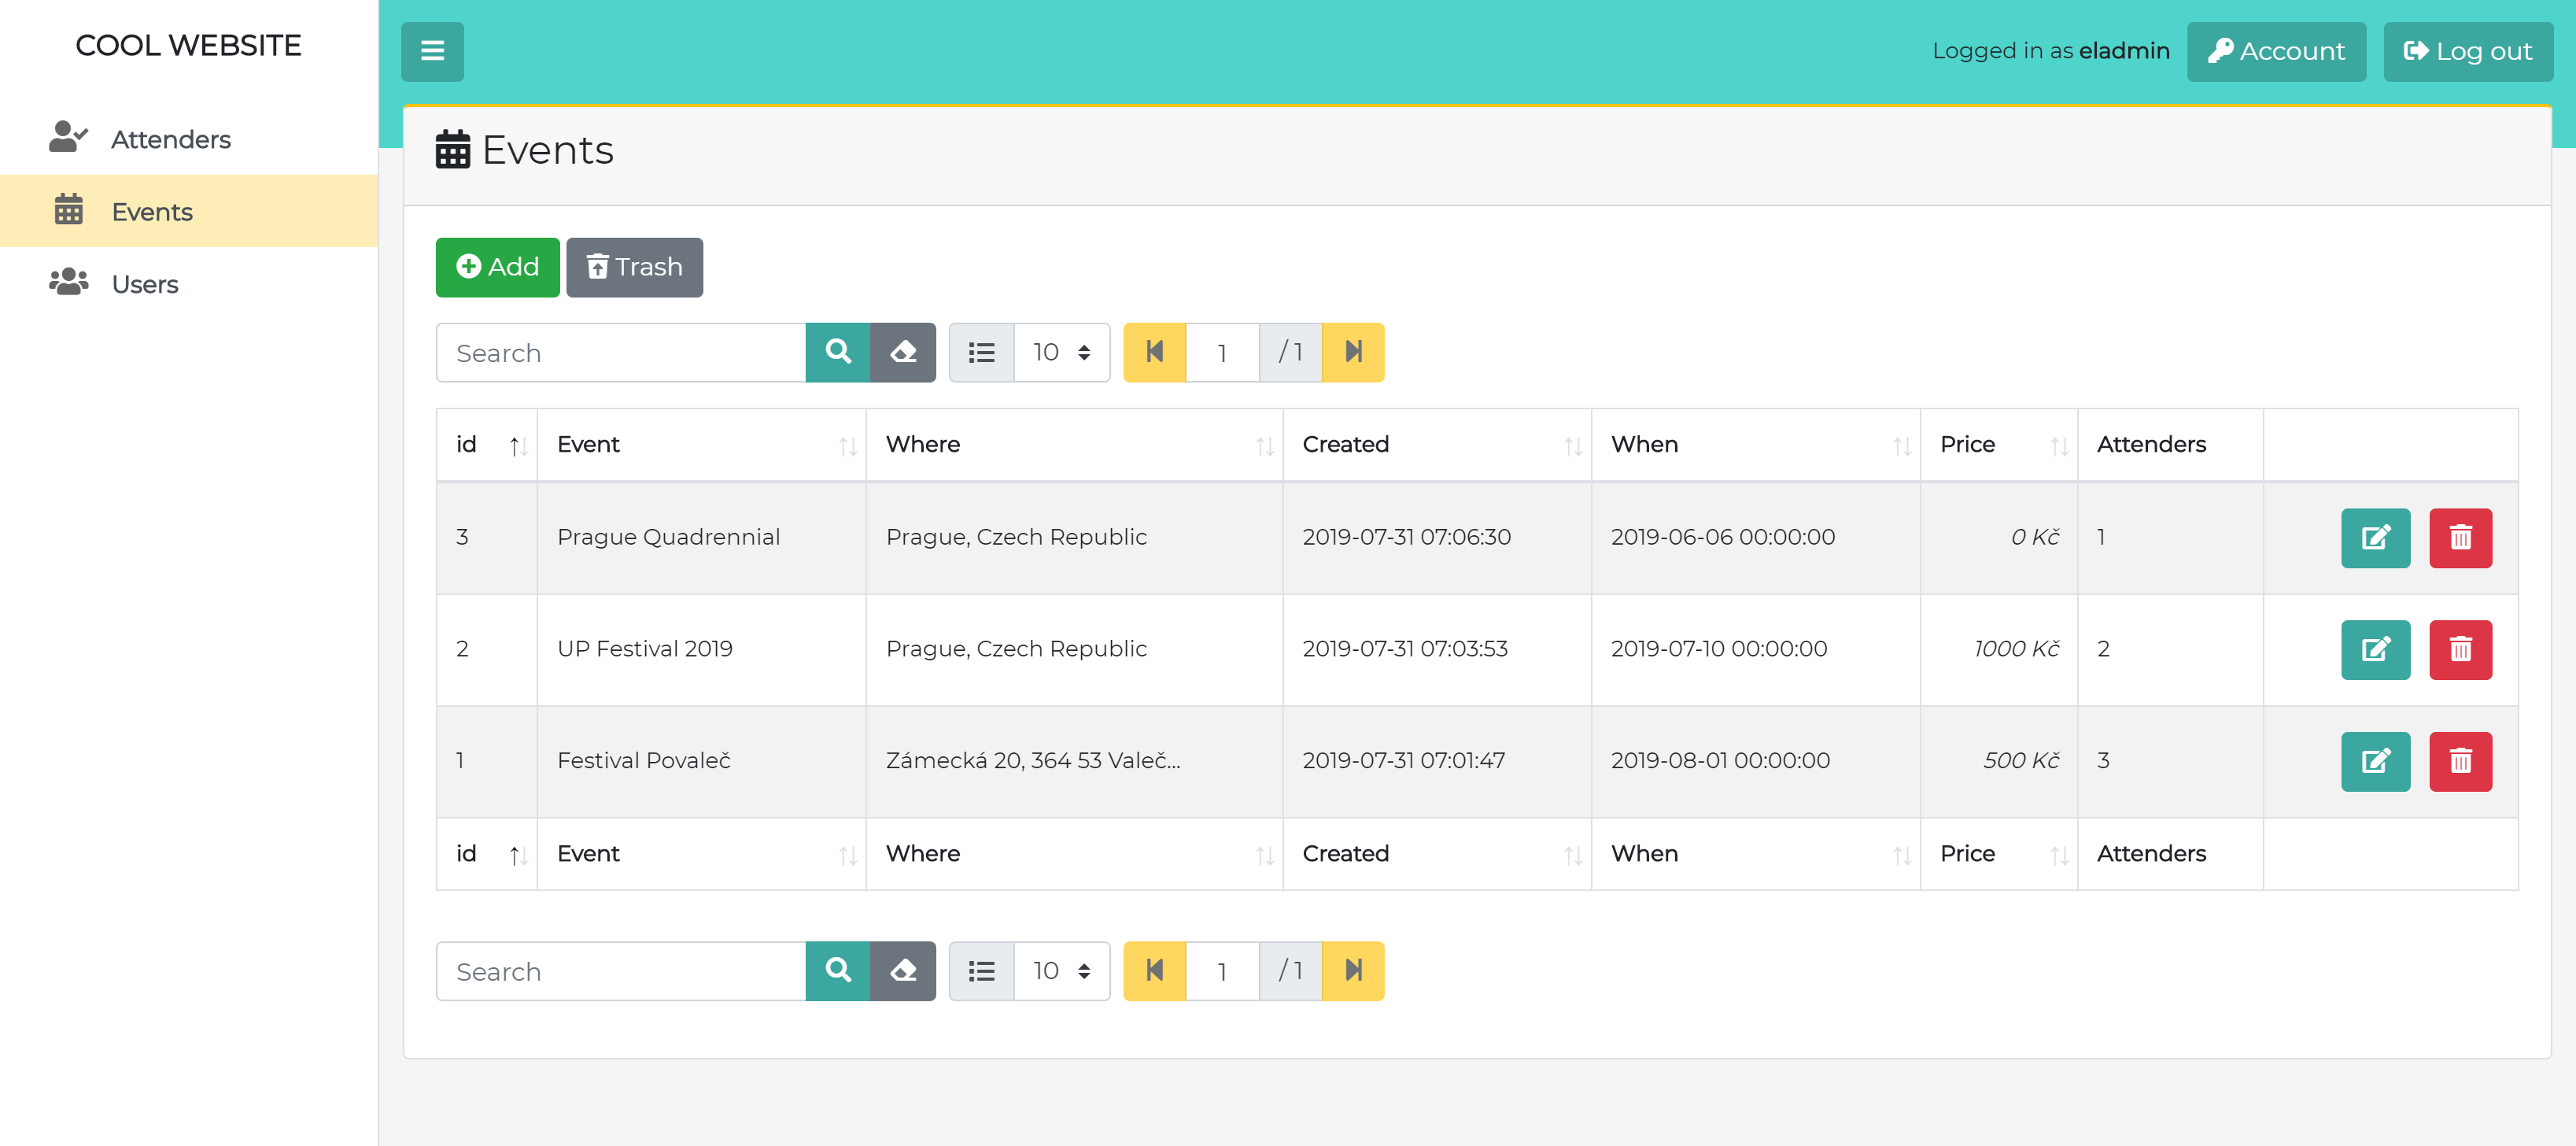 COOL WEBSITE
Logged in as eladmin Account Log out
Attenders
Events
Users
Events
Add Trash
Search 10 1 / 1
id Event Where Created When Price Attenders
3 Prague Quadrennial Prague, Czech Republic 2019-07-31 07:06:30 2019-06-06 00:00:00 0 Kč 1
2 UP Festival 2019 Prague, Czech Republic 2019-07-31 07:03:53 2019-07-10 00:00:00 1000 Kč 2
1 Festival Povaleč Zámecká 20, 364 53 Valeč... 2019-07-31 07:01:47 2019-08-01 00:00:00 500 Kč 3
id Event Where Created When Price Attenders
Search 10 1 / 1